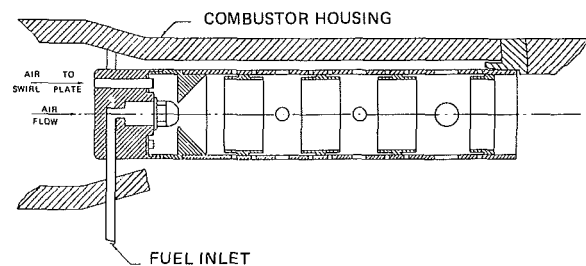 COMBUSTOR HOUSING
AIR TO
SWIRL PLATE
AIR
FLOW
FUEL INLET